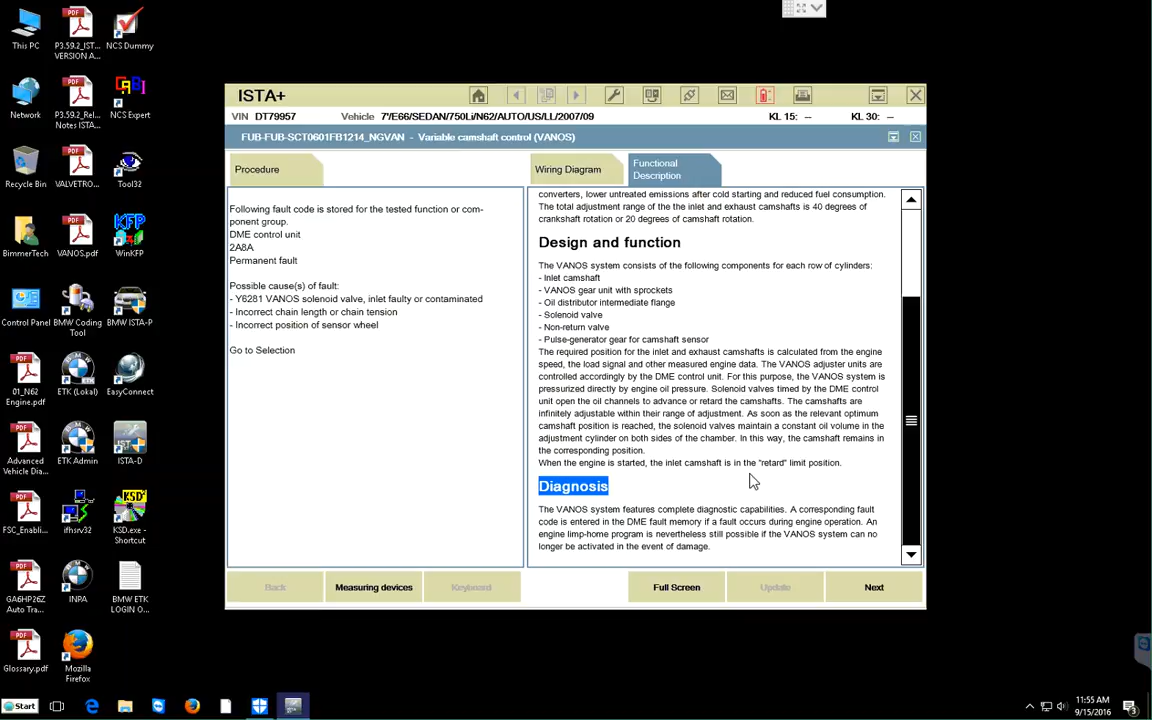 This PC
P3.59.2_IST...
VERSION A...
NCS Dummy
Network
P3.59.2_Rel...
Notes ISTA...
NCS Expert
Recycle Bin
VALVETRO...
Tool32
BimmerTech
VANOS.pdf
KFP
WinKFP
Control Panel
BMW Coding
Tool
BMW ISTA-P
01_N62
Engine.pdf
ETK (Lokal)
EasyConnect
Advanced
Vehicle Dia...
ETK Admin
ISTA-D
FSC_Enabli...
ifhsrv32
KSD.exe -
Shortcut
GA6HP26Z
Auto Tra...
INPA
BMW ETK
LOGIN O...
Glossary.pdf
Mozilla
Firefox
ISTA+
VIN DT79957 Vehicle 7'/E66/SEDAN/750Li/N62/AUTO/US/LL/2007/09 KL 15: -- KL 30: --
FUB-FUB-SCT0601FB1214_NGVAN - Variable camshaft control (VANOS)
Procedure
Wiring Diagram
Functional
Description
Following fault code is stored for the tested function or com-
ponent group.
DME control unit
2A8A
Permanent fault
Possible cause(s) of fault:
- Y6281 VANOS solenoid valve, inlet faulty or contaminated
- Incorrect chain length or chain tension
- Incorrect position of sensor wheel
Go to Selection
converters, lower untreated emissions after cold starting and reduced fuel consumption.
The total adjustment range of the the inlet and exhaust camshafts is 40 degrees of
crankshaft rotation or 20 degrees of camshaft rotation.
Design and function
The VANOS system consists of the following components for each row of cylinders:
- Inlet camshaft
- VANOS gear unit with sprockets
- Oil distributor intermediate flange
- Solenoid valve
- Non-return valve
- Pulse-generator gear for camshaft sensor
The required position for the inlet and exhaust camshafts is calculated from the engine
speed, the load signal and other measured engine data. The VANOS adjuster units are
controlled accordingly by the DME control unit. For this purpose, the VANOS system is
pressurized directly by engine oil pressure. Solenoid valves timed by the DME control
unit open the oil channels to advance or retard the camshafts. The camshafts are
infinitely adjustable within their range of adjustment. As soon as the relevant optimum
camshaft position is reached, the solenoid valves maintain a constant oil volume in the
adjustment cylinder on both sides of the chamber. In this way, the camshaft remains in
the corresponding position.
When the engine is started, the inlet camshaft is in the "retard" limit position.
Diagnosis
The VANOS system features complete diagnostic capabilities. A corresponding fault
code is entered in the DME fault memory if a fault occurs during engine operation. An
engine limp-home program is nevertheless still possible if the VANOS system can no
longer be activated in the event of damage.
Back
Measuring devices
Keyboard
Full Screen
Update
Next
Start
11:55 AM
9/15/2016